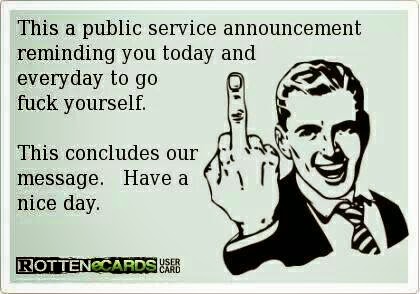 This a public service announcement
reminding you today and
everyday to go
fuck yourself.
This concludes our
message. Have a
nice day.
ROTTENeCARDS USER CARD